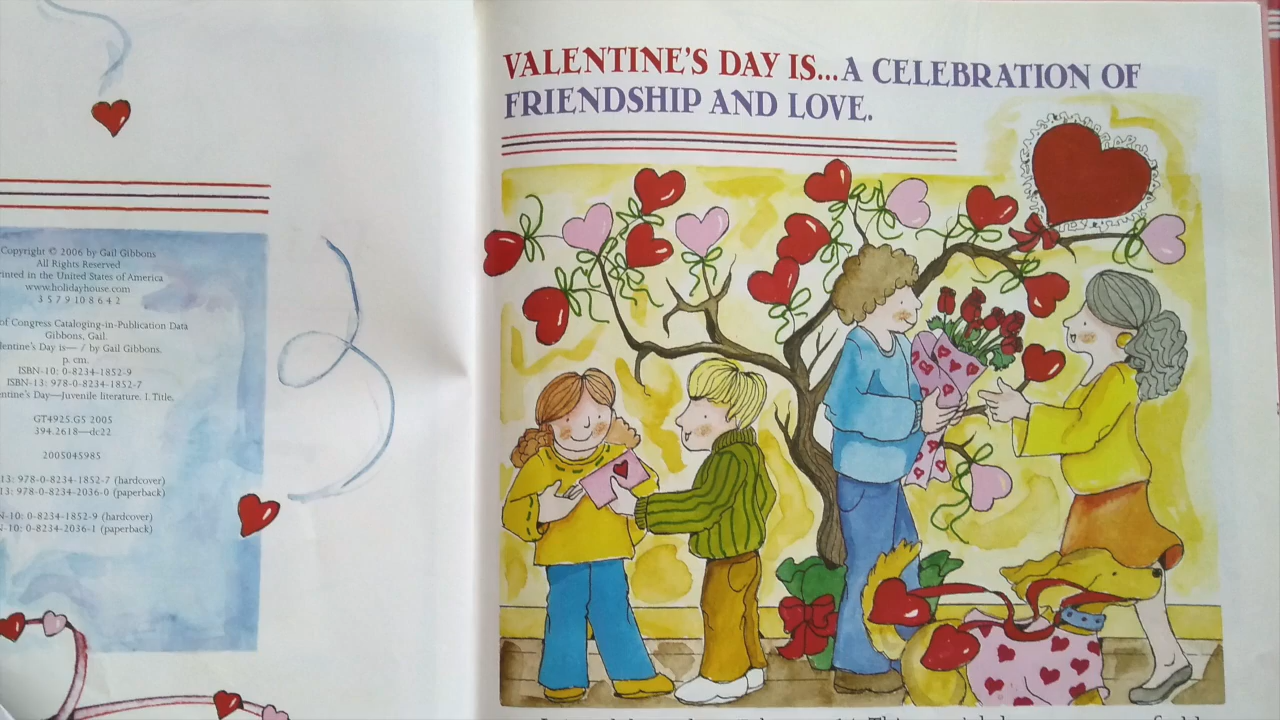 Copyright © 2006 by Gail Gibbons
All Rights Reserved
rinted in the United States of America
www.holidayhouse.com
3 5 7 9 10 8 6 4 2
of Congress Cataloging-in-Publication Data
Gibbons, Gail.
lentine's Day is— / by Gail Gibbons.
p. cm.
ISBN-10: 0-8234-1852-9
ISBN-13: 978-0-8234-1852-7
entine's Day—Juvenile literature. I. Title.
GT4925.G5 2005
394.2618—dc22
2005045985
13: 978-0-8234-1852-7 (hardcover)
13: 978-0-8234-2036-0 (paperback)
N-10: 0-8234-1852-9 (hardcover)
N-10: 0-8234-2036-1 (paperback)
VALENTINE'S DAY IS...A CELEBRATION OF
FRIENDSHIP AND LOVE.